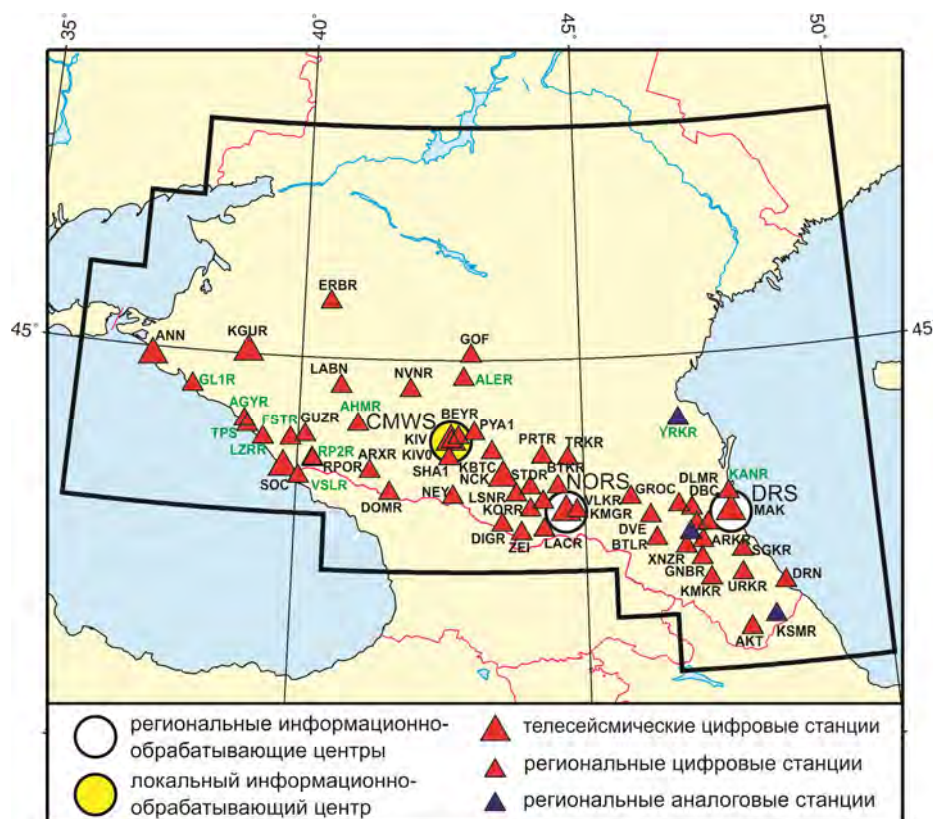 35°
40°
45°
50°
ERBR
45°
45
ANN
KGUR
GOF
LABN
NVNR
ALER
GL1R
AGYR
AHMR
BEYR
TPS
FSTR
GUZR
CMWS
PYA1
YRKR
LZRR
RP2R
ARXR
KIV
KIV0
PRTR
TRKR
SOC
RPOR
SHA1
KBTC
BTKR
VSLR
NCK
STDR
NORS
DLMR
KANR
DOMR
NEY
LSNR
VLKR
GROC
DBC
DRS
KORR
KMGR
MAK
DIGR
DVE
ARKR
ZEI
LACR
BTLR
XNZR
SGKR
GNBR
KMKR
URKR
DRN
AKT
KSMR
региональные информационно-
обрабатывающие центры
локальный информационно-
обрабатывающий центр
телесейсмические цифровые станции
региональные цифровые станции
региональные аналоговые станции